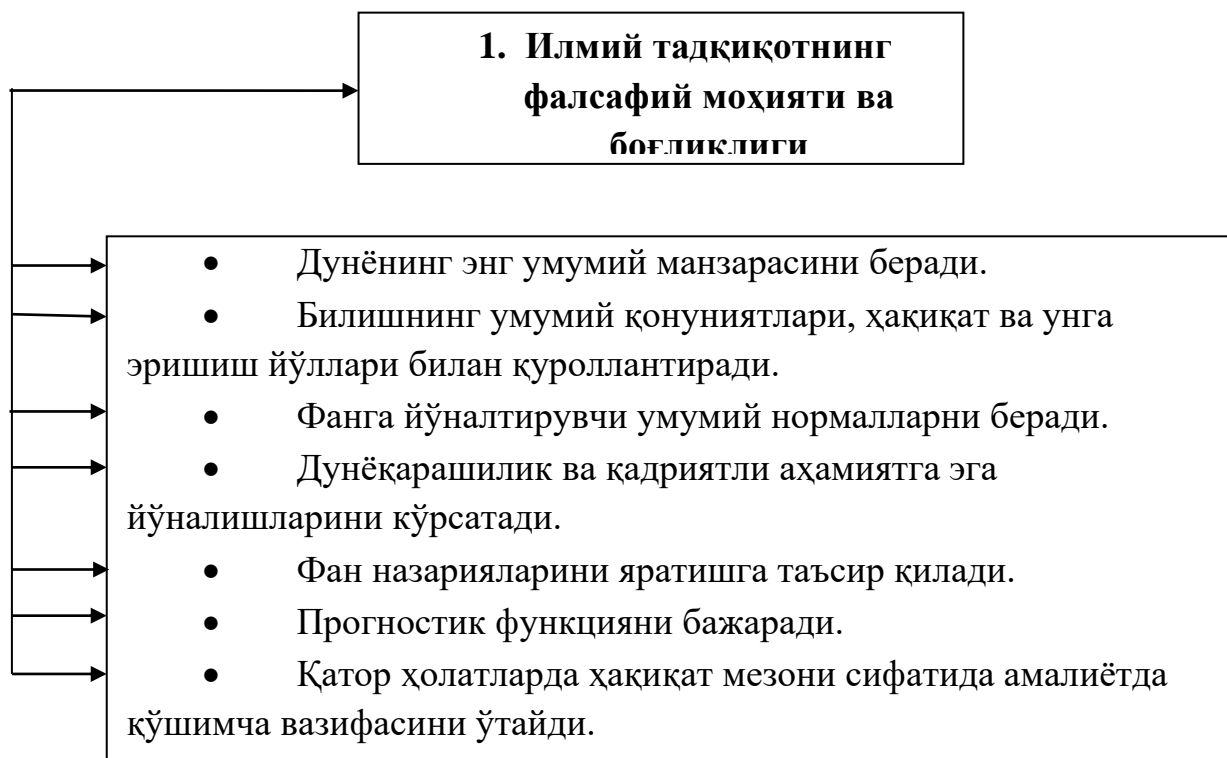 1. Илмий тадқиқотнинг
фалсафий моҳияти ва
боғлиқлиги
• Дунёнинг энг умумий манзарасини беради.
• Билишнинг умумий қонуниятлари, ҳақиқат ва унга
эришиш йўллари билан қуроллантиради.
• Фанга йўналтирувчи умумий нормалларни беради.
• Дунёқарашилик ва қадриятли аҳамиятга эга
йўналишларини кўрсатади.
• Фан назарияларини яратишга таъсир қилади.
• Прогностик функцияни бажаради.
• Қатор ҳолатларда ҳақиқат мезони сифатида амалиётда
қўшимча вазифасини ўтайди.